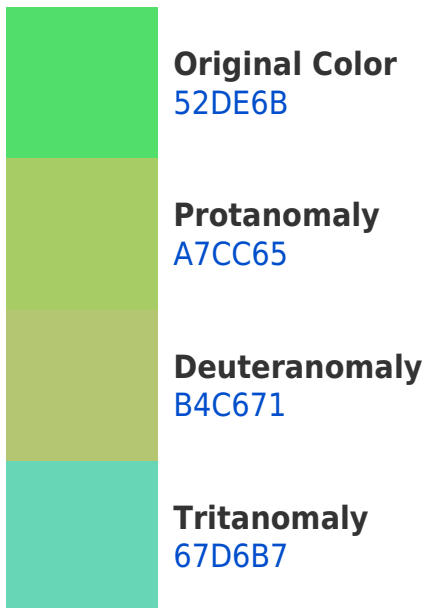 Original Color
52DE6B
Protanomaly
A7CC65
Deuteranomaly
B4C671
Tritanomaly
67D6B7